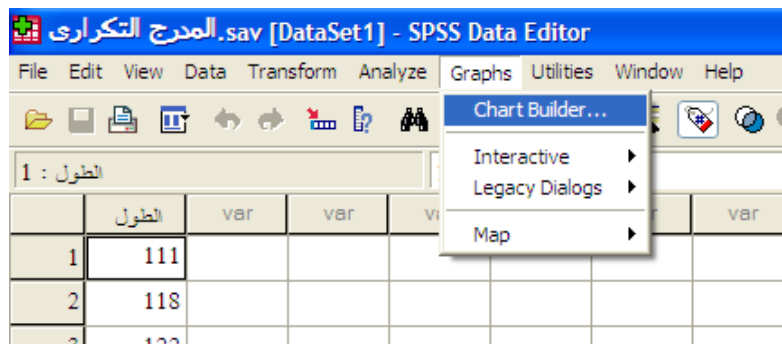 المدرج التكرارى.sav [DataSet1] - SPSS Data Editor
File Edit View Data Transform Analyze Graphs Utilities Window Help
Chart Builder...
Interactive
Legacy Dialogs
Map
1 : الطول
الطول var var var
1 111
2 118